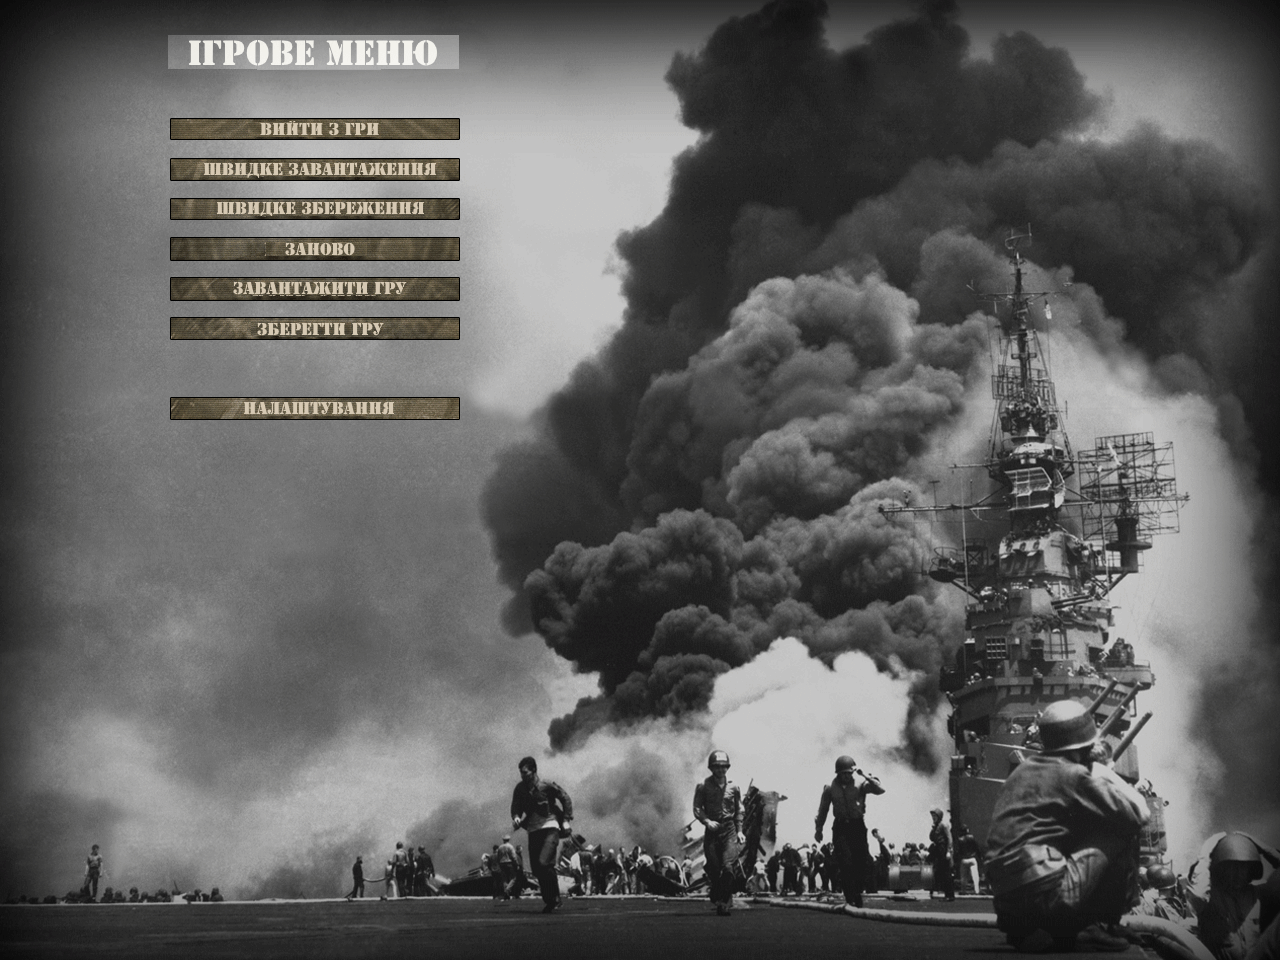 ІГРОВЕ МЕНЮ
ВИЙТИ З ГРИ
ШВИДКЕ ЗАВАНТАЖЕННЯ
ШВИДКЕ ЗБЕРЕЖЕННЯ
ЗАНОВО
ЗАВАНТАЖИТИ ГРУ
ЗБЕРЕГТИ ГРУ
НАЛАШТУВАННЯ